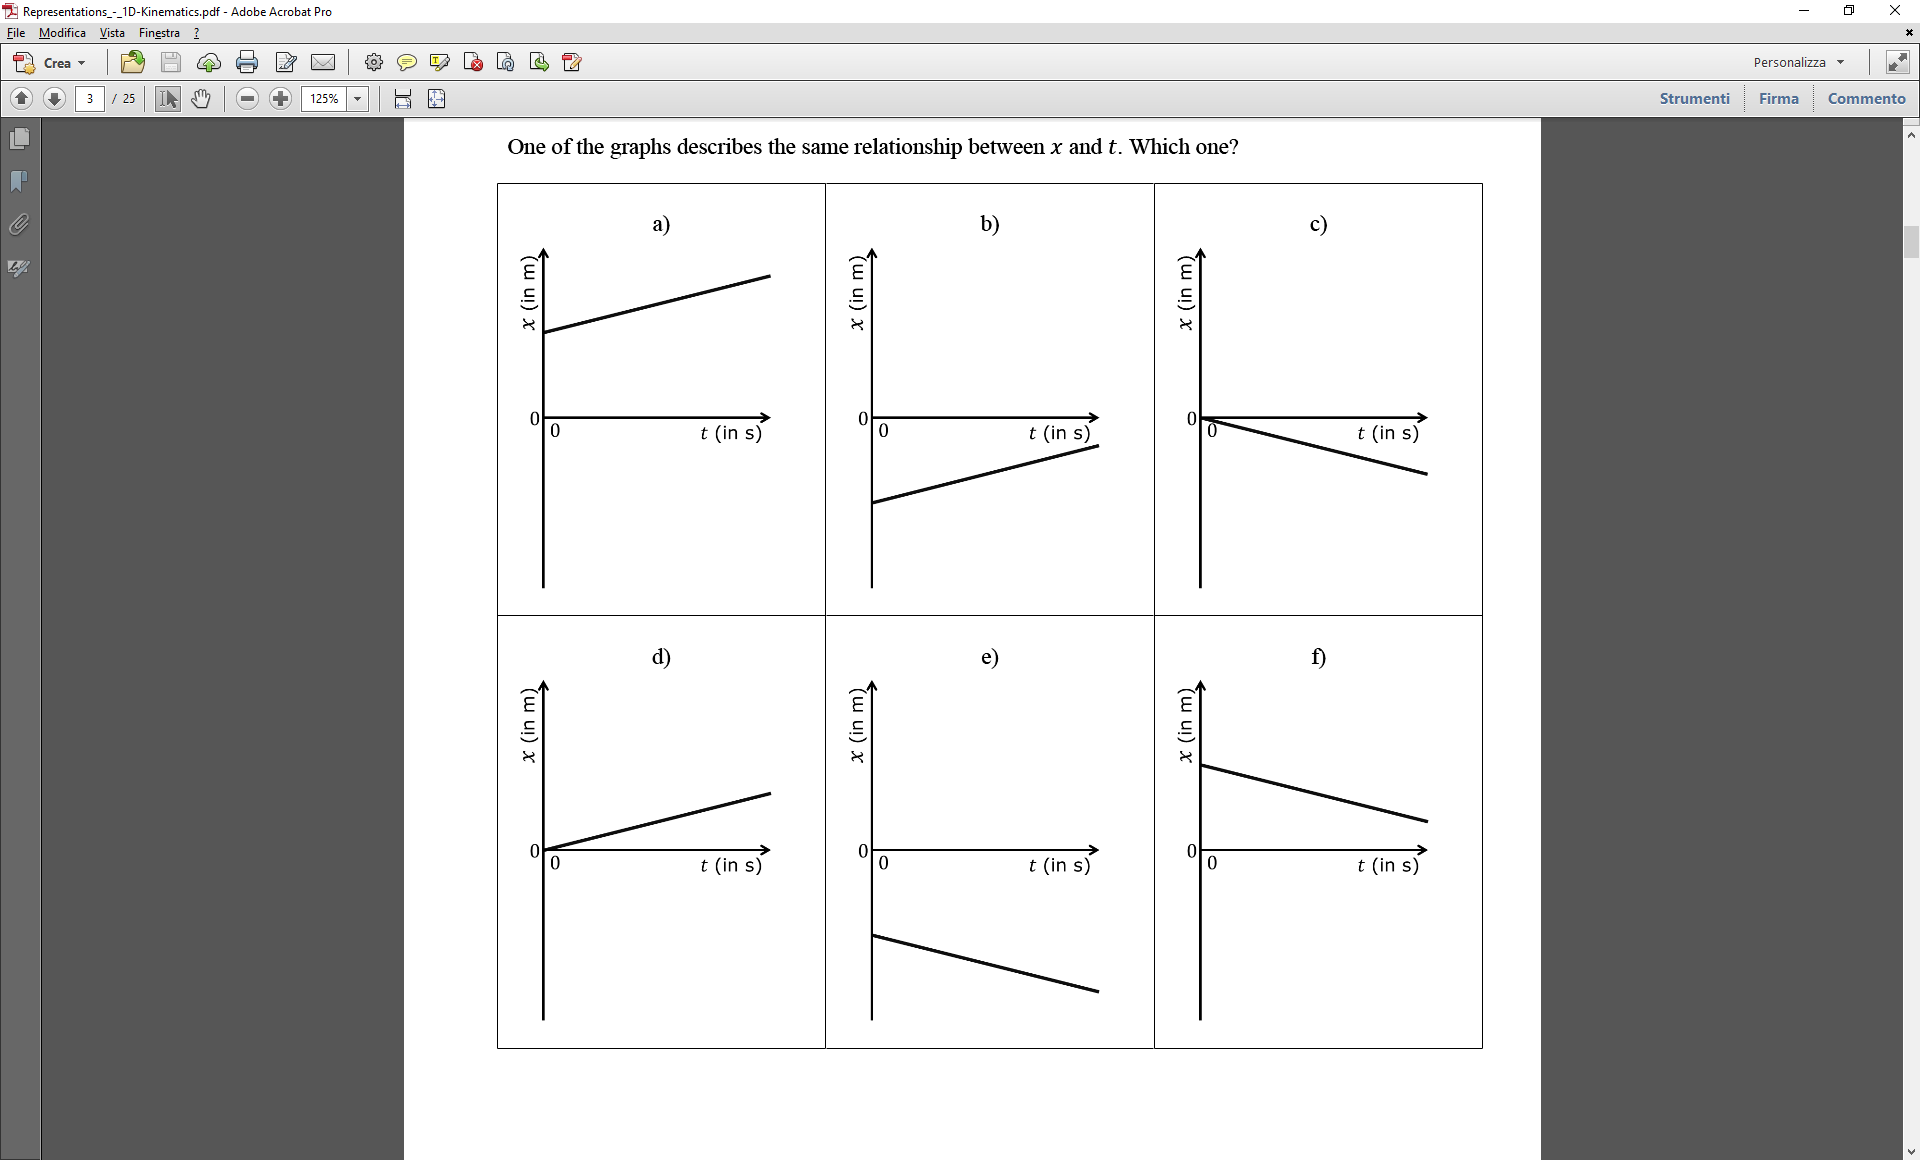 Representations_-_1D-Kinematics.pdf - Adobe Acrobat Pro
File Modifica Vista Finestra ?
Crea Personalizza
3 / 25 125% Strumenti Firma Commento
One of the graphs describes the same relationship between x and t. Which one?
a) b) c)
x (in m) x (in m) x (in m)
0 0 0
0 t (in s) 0 t (in s) 0 t (in s)
d) e) f)
x (in m) x (in m) x (in m)
0 0 0
0 t (in s) 0 t (in s) 0 t (in s)